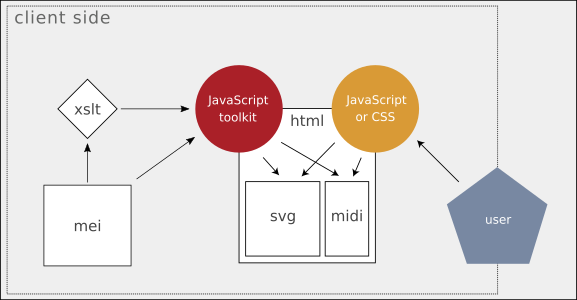 client side
xslt
JavaScript
toolkit
html
JavaScript
or CSS
mei
svg
midi
user